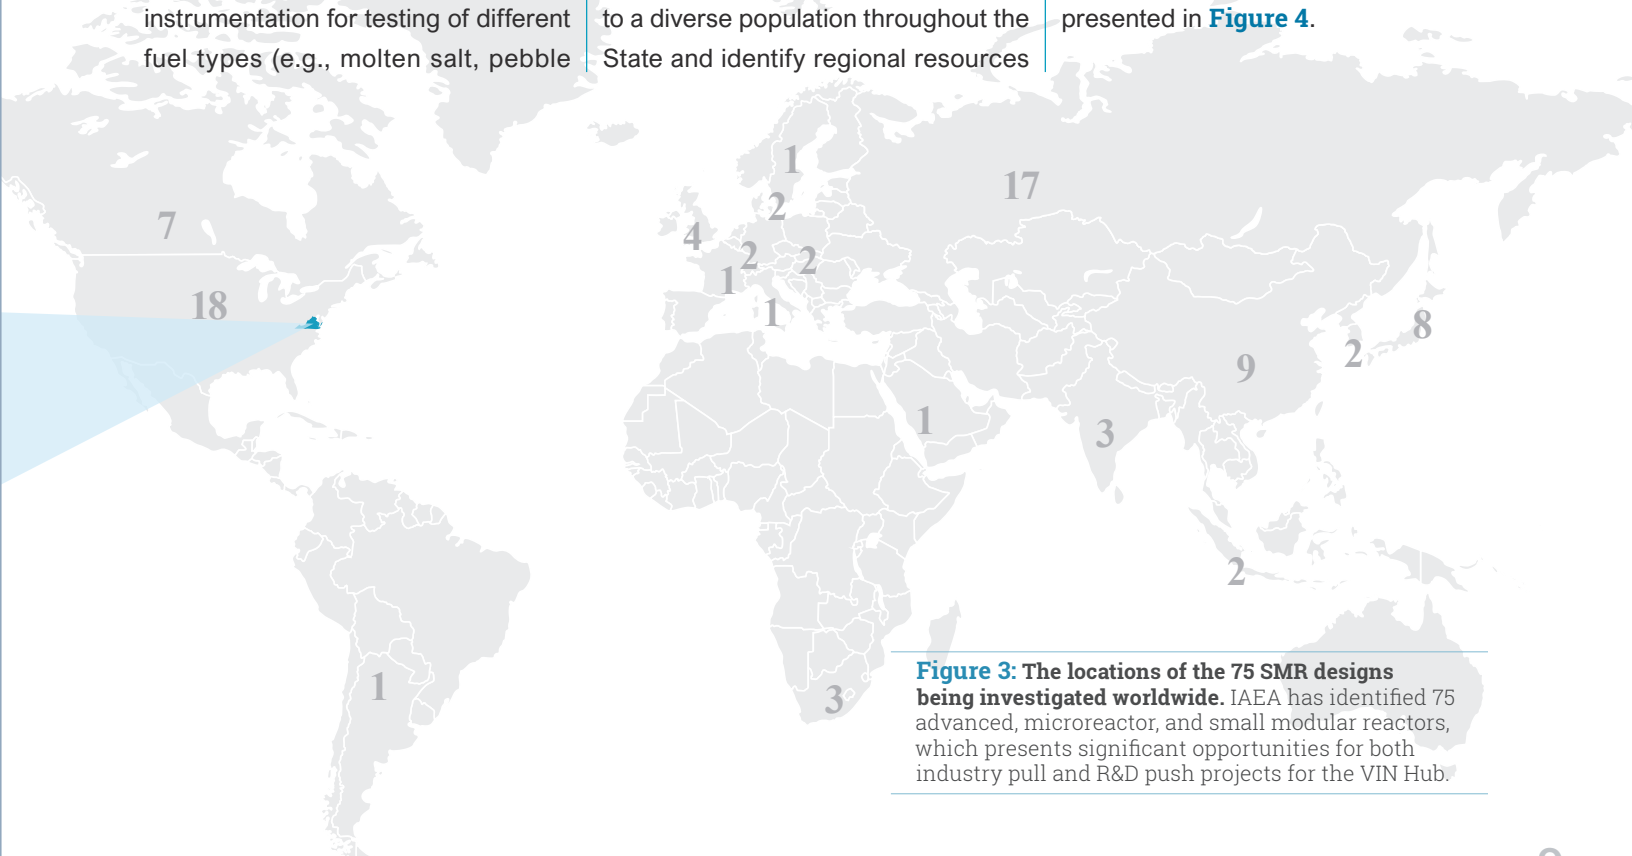 instrumentation for testing of different
fuel types (e.g., molten salt, pebble
to a diverse population throughout the
State and identify regional resources
presented in Figure 4.
1
17
2
7
4
2
2
1
18
1
8
2
9
1
3
2
1
3
Figure 3: The locations of the 75 SMR designs
being investigated worldwide. IAEA has identified 75
advanced, microreactor, and small modular reactors,
which presents significant opportunities for both
industry pull and R&D push projects for the VIN Hub.